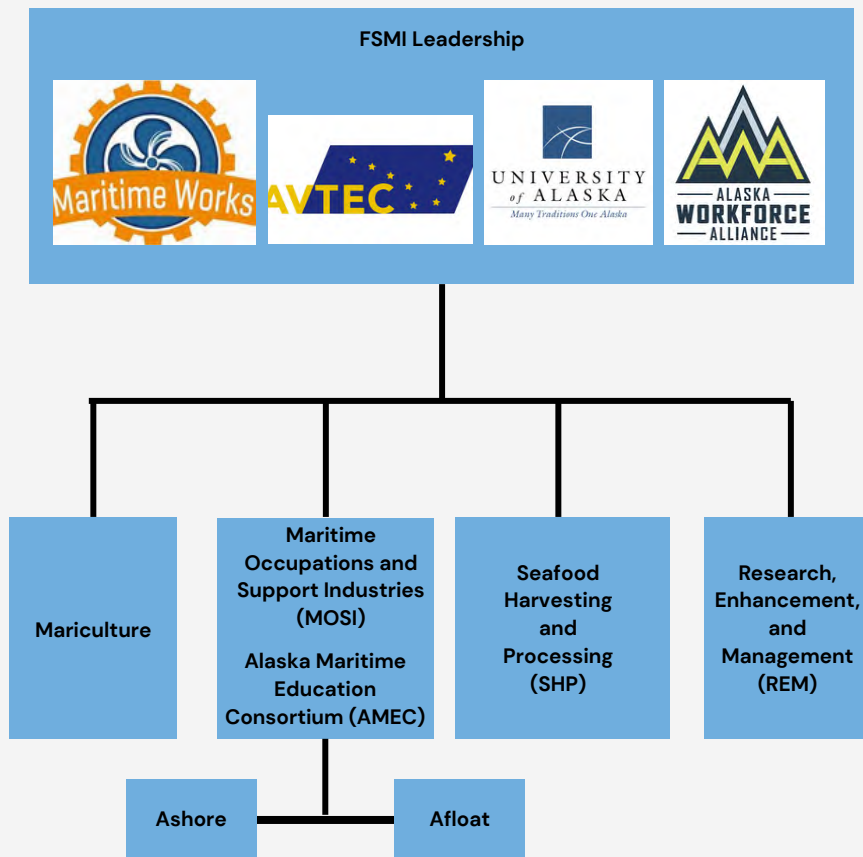 FSMI Leadership
Maritime Works
AVTEC
UNIVERSITY
of ALASKA
Many Traditions One Alaska
AWA
ALASKA
WORKFORCE
ALLIANCE
Mariculture
Maritime
Occupations and
Support Industries
(MOSI)
Alaska Maritime
Education
Consortium (AMEC)
Seafood
Harvesting
and
Processing
(SHP)
Research,
Enhancement,
and
Management
(REM)
Ashore
Afloat